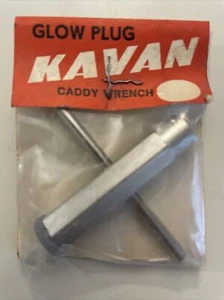 GLOW PLUG
KAVAN
CADDY WRENCH